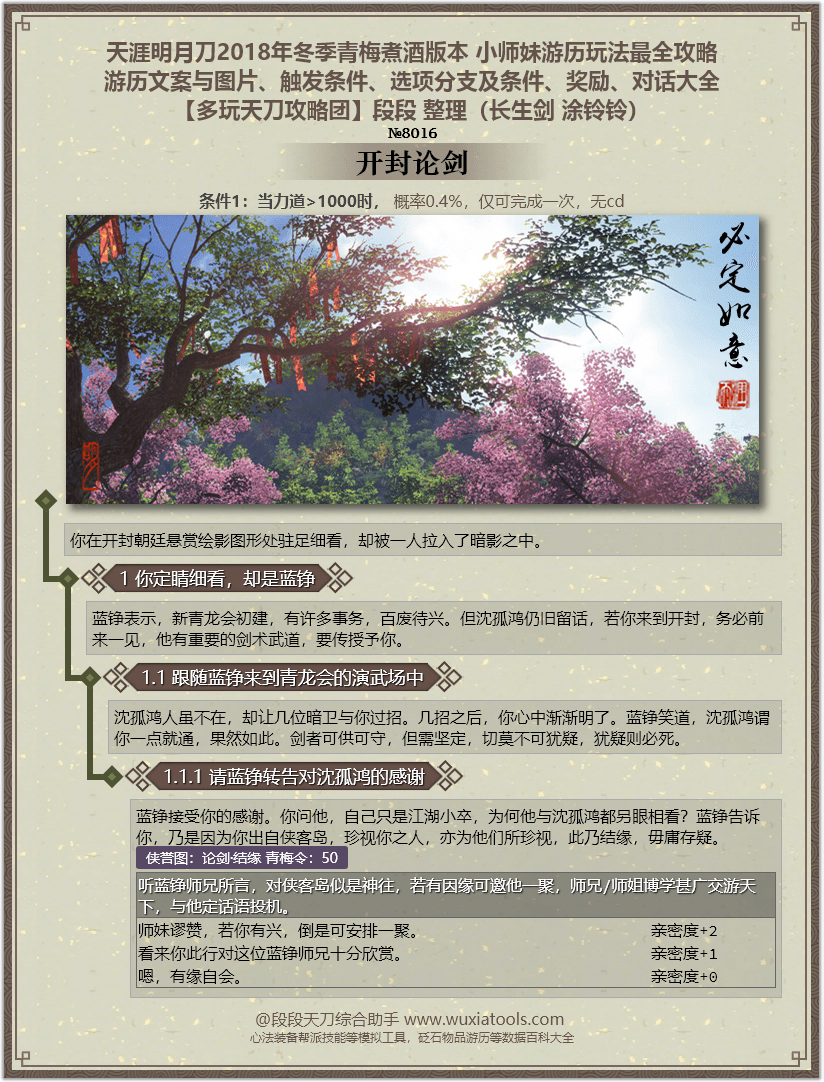 天涯明月刀2018年冬季青梅煮酒版本 小师妹游历玩法最全攻略
游历文案与图片、触发条件、选项分支及条件、奖励、对话大全
【多玩天刀攻略团】段段 整理（长生剑 涂铃铃）
№8016
开封论剑
条件1：当力道>1000时， 概率0.4%，仅可完成一次，无cd
必定如意
你在开封朝廷悬赏绘影图形处驻足细看，却被一人拉入了暗影之中。
1 你定睛细看，却是蓝铮
蓝铮表示，新青龙会初建，有许多事务，百废待兴。但沈孤鸿仍旧留话，若你来到开封，务必前
来一见，他有重要的剑术武道，要传授予你。
1.1 跟随蓝铮来到青龙会的演武场中
沈孤鸿人虽不在，却让几位暗卫与你过招。几招之后，你心中渐渐明了。蓝铮笑道，沈孤鸿谓
你一点就通，果然如此。剑者可供可守，但需坚定，切莫不可犹疑，犹疑则必死。
1.1.1 请蓝铮转告对沈孤鸿的感谢
蓝铮接受你的感谢。你问他，自己只是江湖小卒，为何他与沈孤鸿都另眼相看？蓝铮告诉
你，乃是因为你出自侠客岛，珍视你之人，亦为他们所珍视，此乃结缘，毋庸存疑。
侠誉图：论剑·结缘 青梅令：50
听蓝铮师兄所言，对侠客岛似是神往，若有因缘可邀他一聚，师兄/师姐博学甚广交游天
下，与他定话语投机。
师妹谬赞，若你有兴，倒是可安排一聚。 亲密度+2
看来你此行对这位蓝铮师兄十分欣赏。 亲密度+1
嗯，有缘自会。 亲密度+0
@段段天刀综合助手 www.wuxiatools.com
心法装备帮派技能等模拟工具，砭石物品游历等数据百科大全